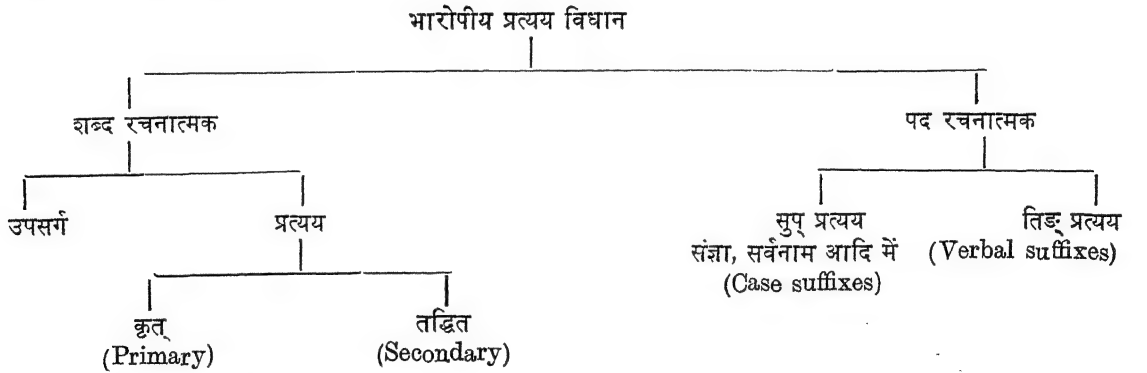 भारोपीय प्रत्यय विधान
शब्द रचनात्मक
पद रचनात्मक
उपसर्ग
प्रत्यय
सुप् प्रत्यय
तिङ् प्रत्यय
संज्ञा, सर्वनाम आदि में
(Verbal suffixes)
(Case suffixes)
कृत्
तद्धित
(Primary)
(Secondary)